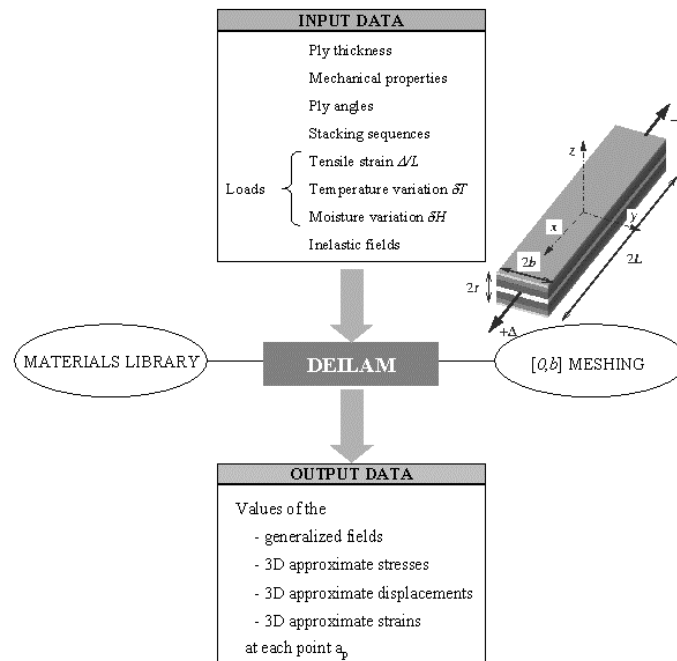 INPUT DATA
Ply thickness
Mechanical properties
Ply angles
Stacking sequences
Loads
Tensile strain Δ/L
Temperature variation δT
Moisture variation δH
Inelastic fields
z
y
x
2b
2L
2t
+Δ
MATERIALS LIBRARY
DEILAM
[0,b] MESHING
OUTPUT DATA
Values of the
- generalized fields
- 3D approximate stresses
- 3D approximate displacements
- 3D approximate strains
at each point a_p